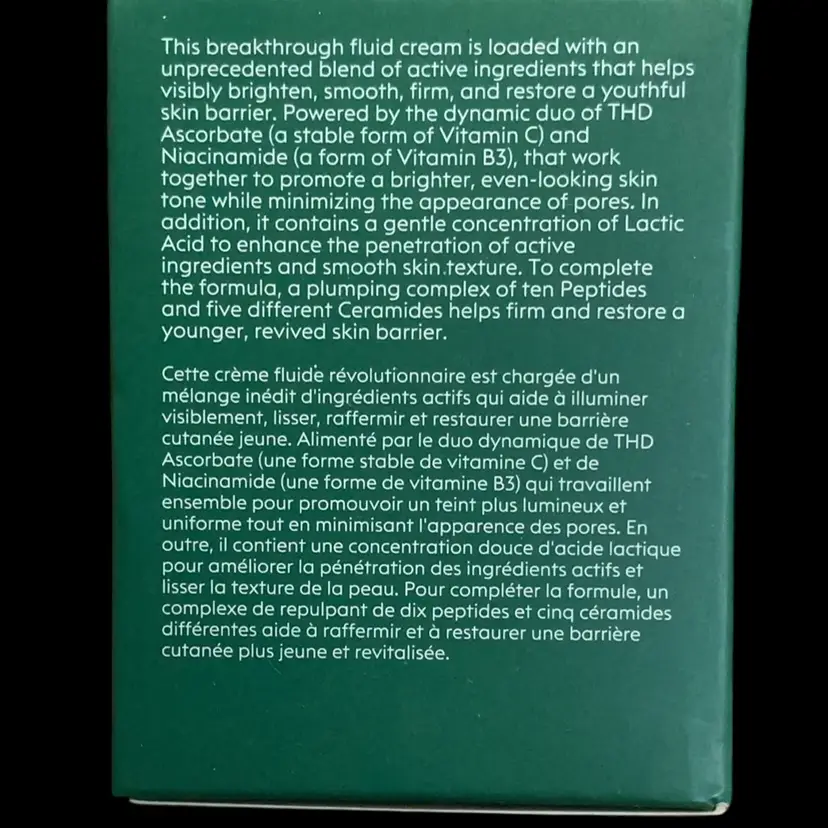 This breakthrough fluid cream is loaded with an
unprecedented blend of active ingredients that helps
visibly brighten, smooth, firm, and restore a youthful
skin barrier. Powered by the dynamic duo of THD
Ascorbate (a stable form of Vitamin C) and
Niacinamide (a form of Vitamin B3), that work
together to promote a brighter, even-looking skin
tone while minimizing the appearance of pores. In
addition, it contains a gentle concentration of Lactic
Acid to enhance the penetration of active
ingredients and smooth skin texture. To complete
the formula, a plumping complex of ten Peptides
and five different Ceramides helps firm and restore a
younger, revived skin barrier.
Cette crème fluide révolutionnaire est chargée d'un
mélange inédit d'ingrédients actifs qui aide à illuminer
visiblement, lisser, raffermir et restaurer une barrière
cutanée jeune. Alimenté par le duo dynamique de THD
Ascorbate (une forme stable de vitamine C) et de
Niacinamide (une forme de vitamine B3) qui travaillent
ensemble pour promouvoir un teint plus lumineux et
uniforme tout en minimisant l'apparence des pores. En
outre, il contient une concentration douce d'acide lactique
pour améliorer la pénétration des ingrédients actifs et
lisser la texture de la peau. Pour compléter la formule, un
complexe de repulpant de dix peptides et cinq céramides
différentes aide à raffermir et à restaurer une barrière
cutanée plus jeune et revitalisée.